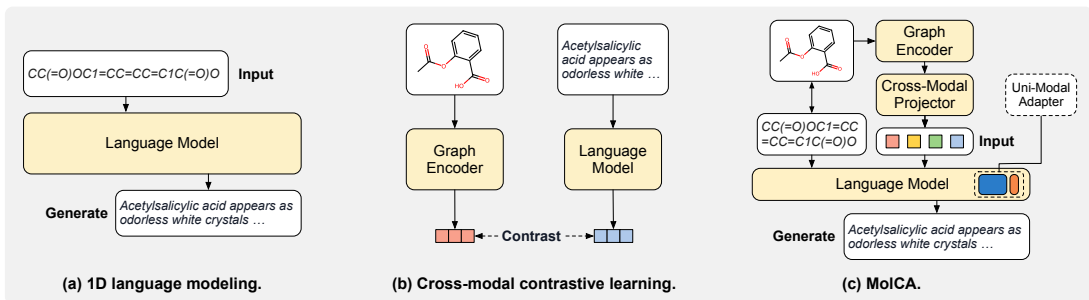 CC(=O)OC1=CC=CC=C1C(=O)O
Input
Language Model
Generate
Acetylsalicylic acid appears as
odorless white crystals …
(a) 1D language modeling.
O
O
HO
O
Acetylsalicylic
acid appears as
odorless white …
Graph
Encoder
Language
Model
Contrast
(b) Cross-modal contrastive learning.
O
O
HO
O
Graph
Encoder
Cross-Modal
Projector
Uni-Modal
Adapter
CC(=O)OC1=CC
=CC=C1C(=O)O
Input
Language Model
Generate
Acetylsalicylic acid appears as
odorless white crystals …
(c) MolCA.